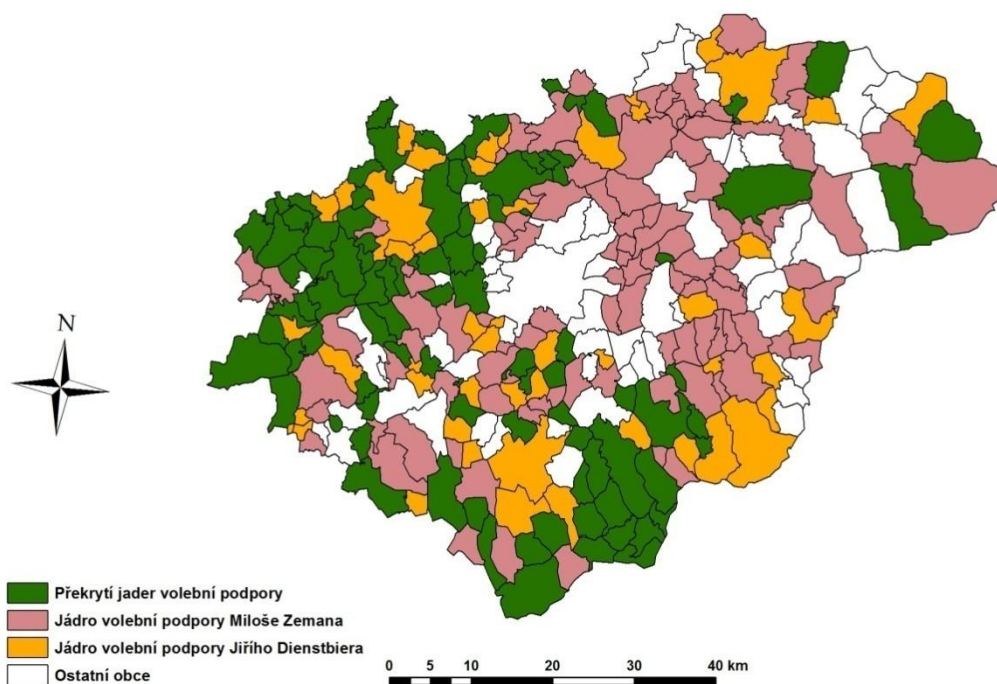 N
Překrytí jader volební podpory
Jádro volební podpory Miloše Zemana
Jádro volební podpory Jiřího Dienstbiera
Ostatní obce
0 5 10 20 30 40 km